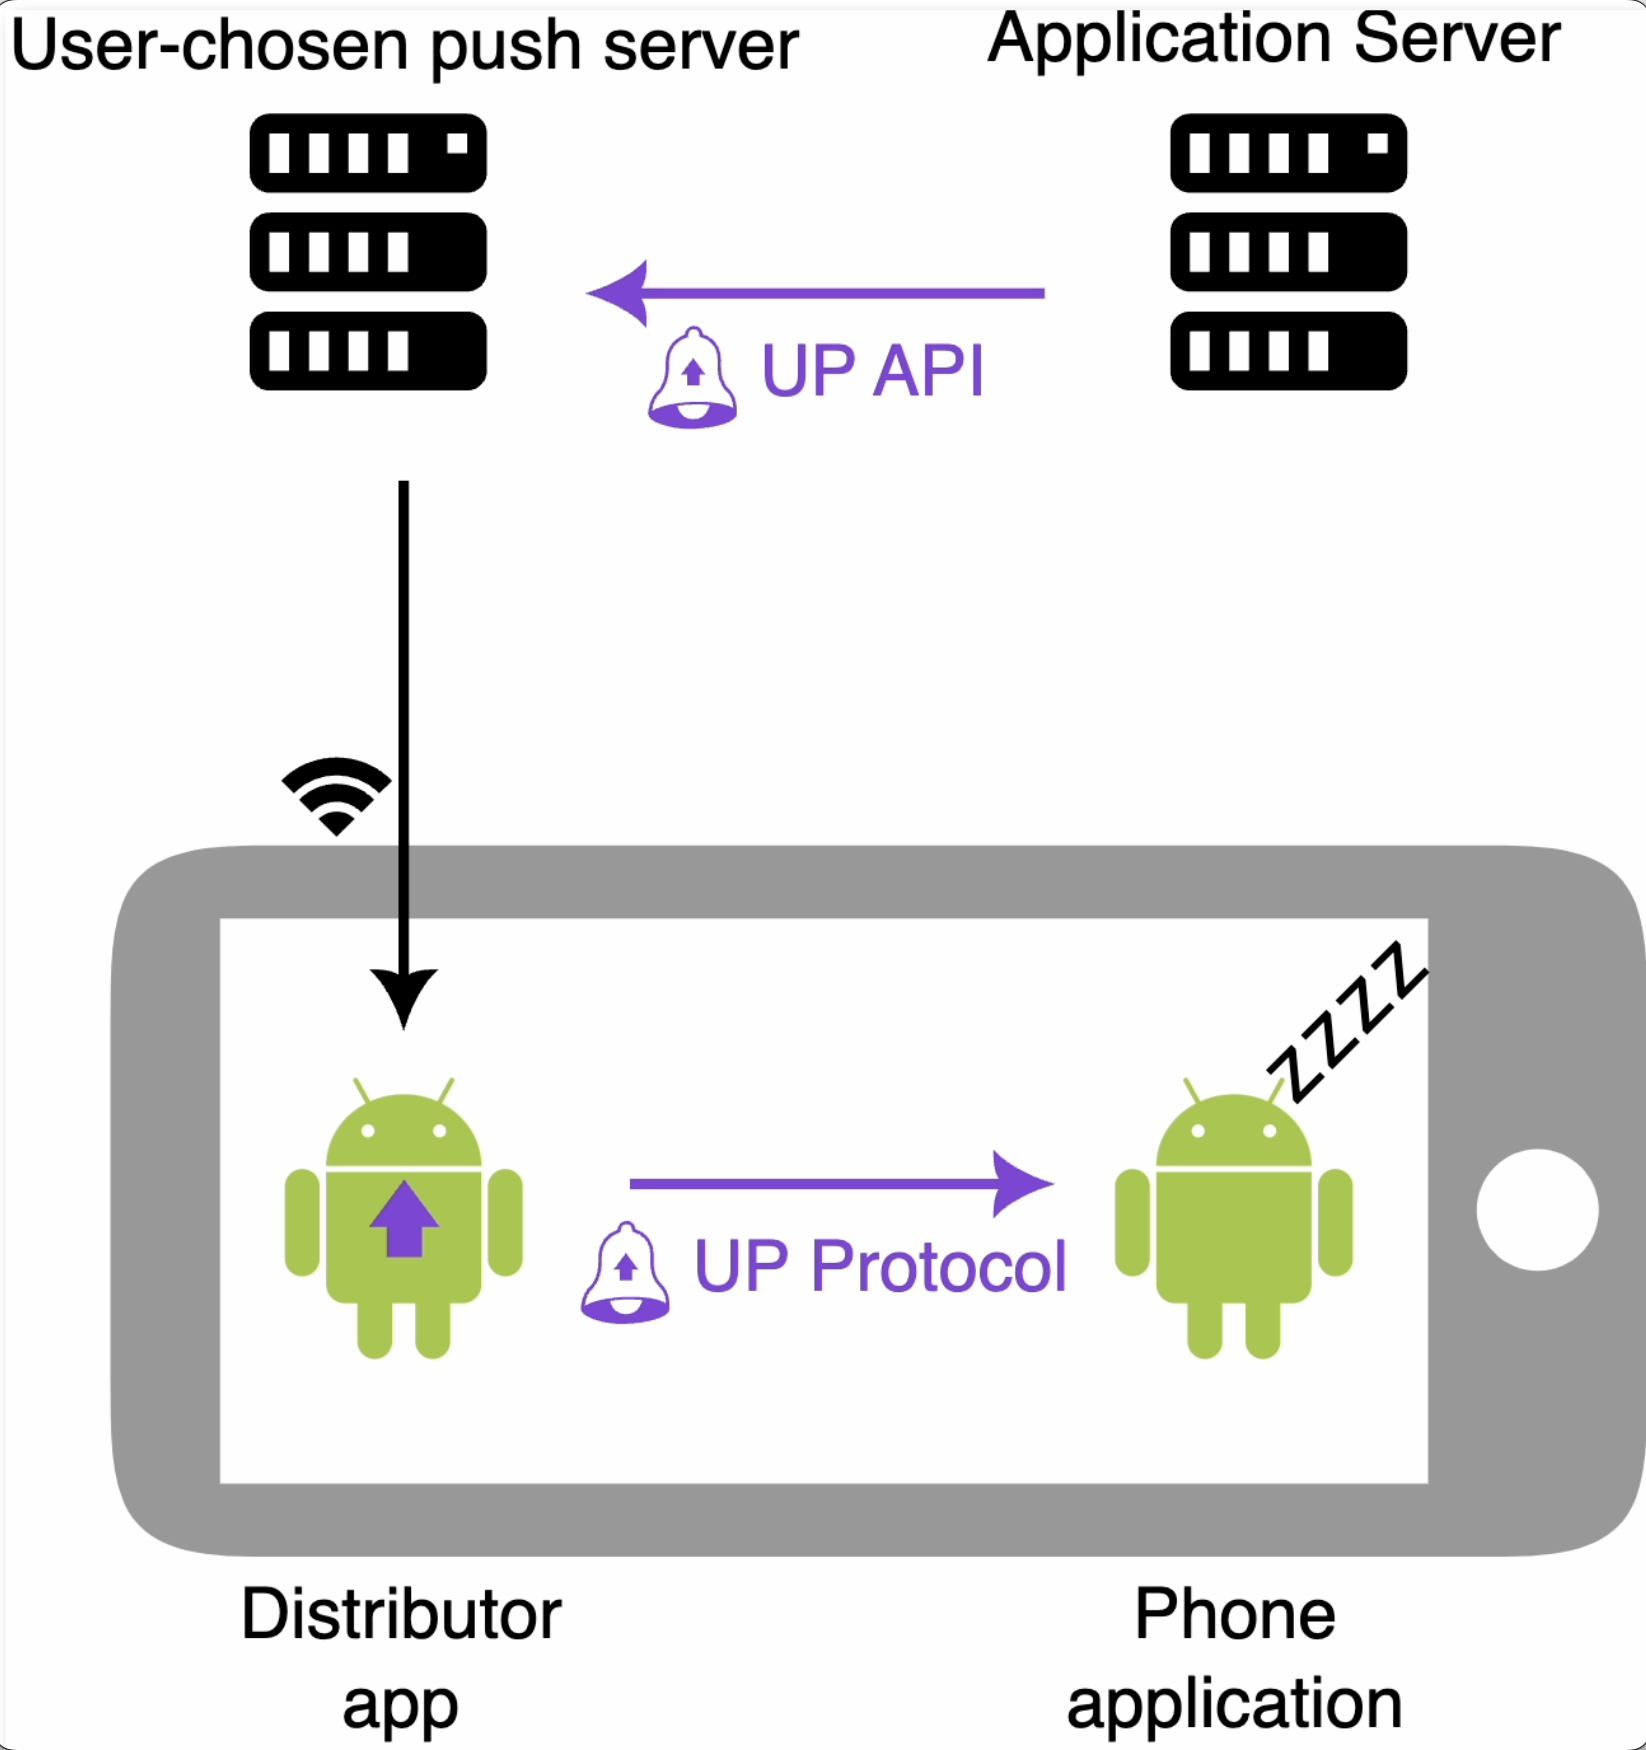 User-chosen push server
Application Server
UP API
zzzz
UP Protocol
Distributor
app
Phone
application